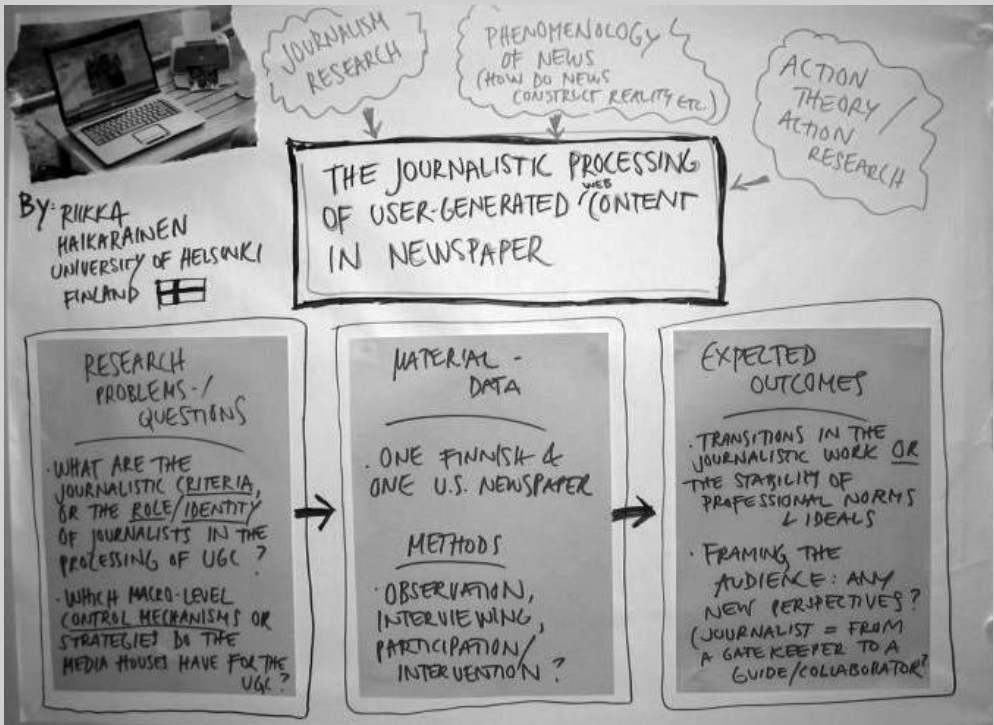 JOURNALISM
RESEARCH
PHENOMENOLOGY
OF NEWS
(HOW DO NEWS
CONSTRUCT REALITY ETC.)
ACTION
THEORY /
ACTION
RESEARCH
THE JOURNALISTIC PROCESSING
OF USER-GENERATED WEB CONTENT
IN NEWSPAPER
BY: RIIKKA
HAIKARAINEN
UNIVERSITY OF HELSINKI
FINLAND
RESEARCH
PROBLEMS-/
QUESTIONS
· WHAT ARE THE
JOURNALISTIC CRITERIA,
OR THE ROLE/IDENTITY
OF JOURNALISTS IN THE
PROCESSING OF UGC?
· WHICH MACRO-LEVEL
CONTROL MECHANISMS OR
STRATEGIES DO THE
MEDIA HOUSES HAVE FOR THE
UGC?
MATERIAL -
DATA
· ONE FINNISH &
ONE U.S. NEWSPAPER
METHODS
· OBSERVATION,
INTERVIEWING,
PARTICIPATION/
INTERVENTION?
EXPECTED
OUTCOMES
· TRANSITIONS IN THE
JOURNALISTIC WORK OR
THE STABILITY OF
PROFESSIONAL NORMS
& IDEALS
· FRAMING THE
AUDIENCE: ANY
NEW PERSPECTIVES?
(JOURNALIST = FROM
A GATEKEEPER TO A
GUIDE/COLLABORATOR?